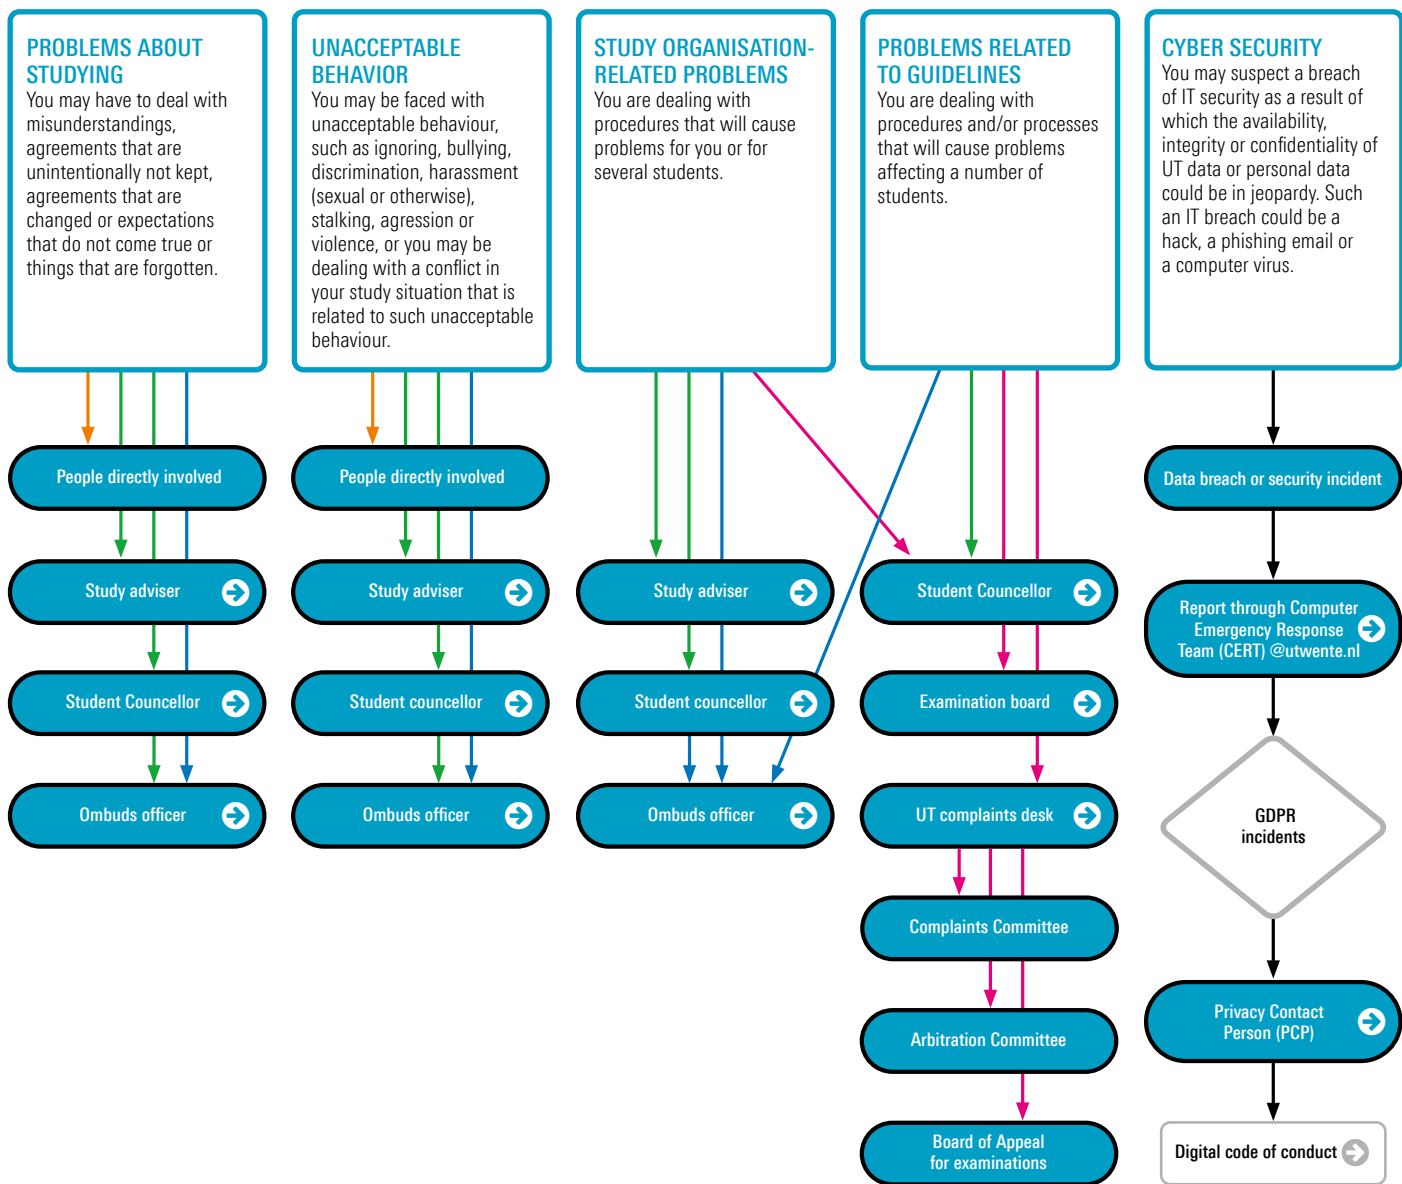 PROBLEMS ABOUT
STUDYING
You may have to deal with
misunderstandings,
agreements that are
unintentionally not kept,
agreements that are
changed or expectations
that do not come true or
things that are forgotten.
UNACCEPTABLE
BEHAVIOR
You may be faced with
unacceptable behaviour,
such as ignoring, bullying,
discrimination, harassment
(sexual or otherwise),
stalking, agression or
violence, or you may be
dealing with a conflict in
your study situation that is
related to such unacceptable
behaviour.
STUDY ORGANISATION-
RELATED PROBLEMS
You are dealing with
procedures that will cause
problems for you or for
several students.
PROBLEMS RELATED
TO GUIDELINES
You are dealing with
procedures and/or processes
that will cause problems
affecting a number of
students.
CYBER SECURITY
You may suspect a breach
of IT security as a result of
which the availability,
integrity or confidentiality of
UT data or personal data
could be in jeopardy. Such
an IT breach could be a
hack, a phishing email or
a computer virus.
People directly involved
Study adviser
Student Councellor
Ombuds officer
People directly involved
Study adviser
Student councellor
Ombuds officer
Study adviser
Student councellor
Ombuds officer
Student Councellor
Examination board
UT complaints desk
Complaints Committee
Arbitration Committee
Board of Appeal
for examinations
Data breach or security incident
Report through Computer
Emergency Response
Team (CERT) @utwente.nl
GDPR
incidents
Privacy Contact
Person (PCP)
Digital code of conduct